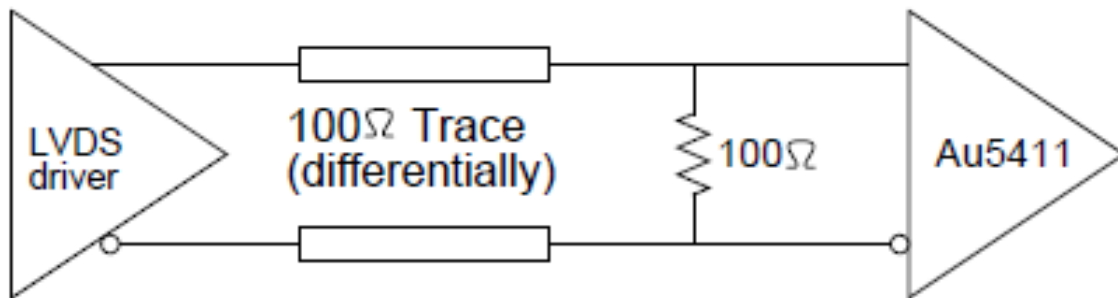 LVDS
driver
100Ω Trace
(differentially)
100Ω
Au5411